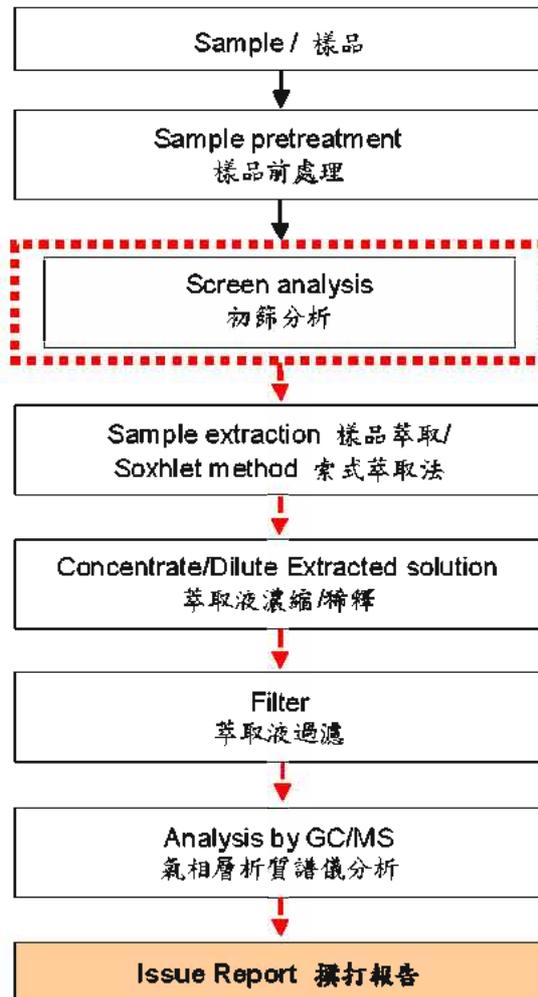 Sample / 樣品
Sample pretreatment
樣品前處理
Screen analysis
初篩分析
Sample extraction 樣品萃取/
Soxhlet method 索式萃取法
Concentrate/Dilute Extracted solution
萃取液濃縮/稀釋
Filter
萃取液過濾
Analysis by GC/MS
氣相層析質譜儀分析
Issue Report 撰打報告